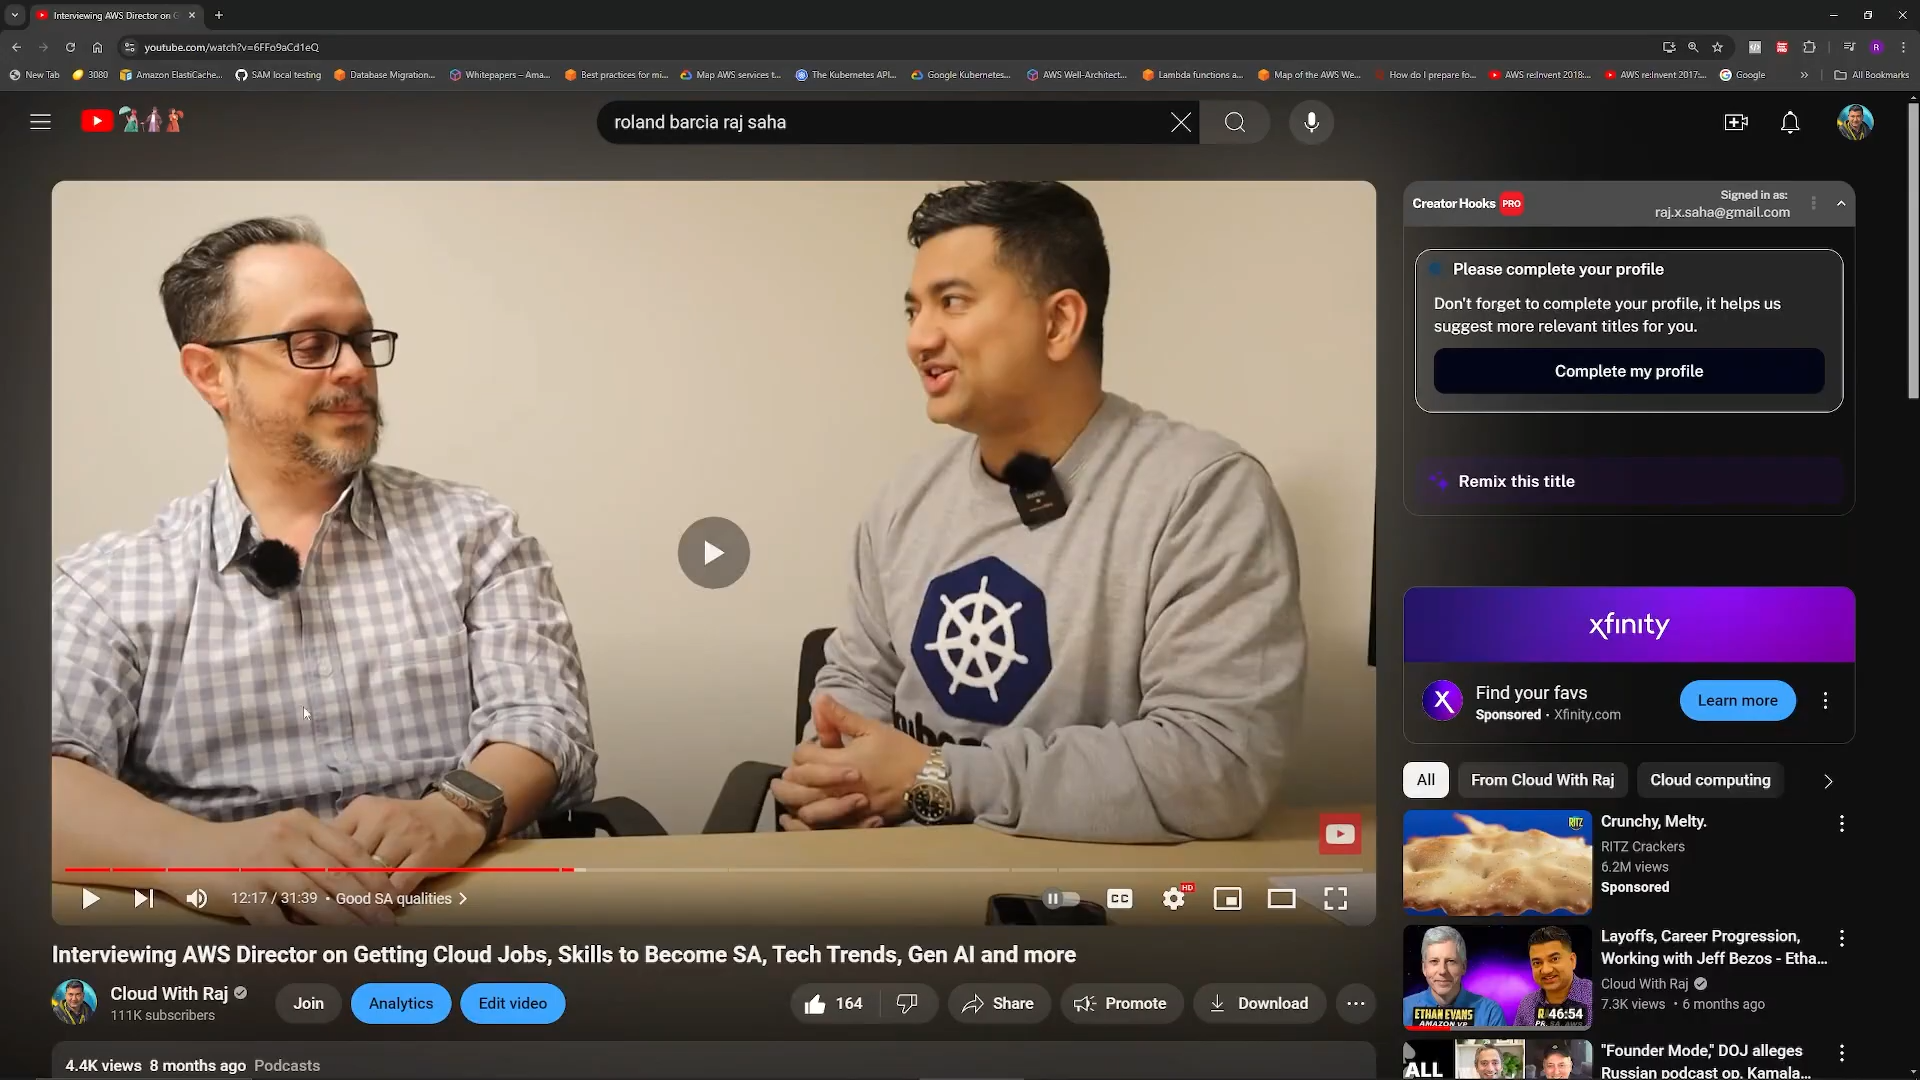 Interviewing AWS Director on G
youtube.com/watch?v=6FFo9aCd1eQ
New Tab
3080
Amazon ElastiCache...
SAM local testing
Database Migration...
Whitepapers – Ama...
Best practices for mi...
Map AWS services t...
The Kubernetes API...
Google Kubernetes...
AWS Well-Architect...
Lambda functions a...
Map of the AWS We...
How do I prepare fo...
AWS re:Invent 2018:...
AWS re:Invent 2017:...
Google
All Bookmarks
roland barcia raj saha
Creator Hooks PRO
Signed in as:
raj.x.saha@gmail.com
Please complete your profile
Don't forget to complete your profile, it helps us
suggest more relevant titles for you.
Complete my profile
Remix this title
xfinity
Find your favs
Sponsored · Xfinity.com
Learn more
All
From Cloud With Raj
Cloud computing
RITZ
Crunchy, Melty.
RITZ Crackers
6.2M views
Sponsored
12:17 / 31:39 • Good SA qualities
CC
HD
Interviewing AWS Director on Getting Cloud Jobs, Skills to Become SA, Tech Trends, Gen AI and more
Cloud With Raj
111K subscribers
Join
Analytics
Edit video
164
Share
Promote
Download
Layoffs, Career Progression,
Working with Jeff Bezos - Etha...
Cloud With Raj
7.3K views • 6 months ago
ETHAN EVANS
AMAZON VP
46:54
4.4K views 8 months ago Podcasts
ALL
"Founder Mode," DOJ alleges
Russian podcast op, Kamala...